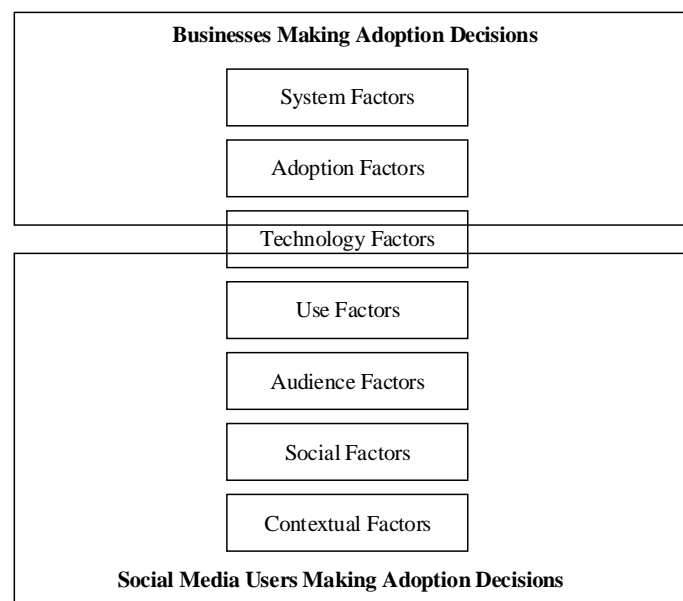 Businesses Making Adoption Decisions
System Factors
Adoption Factors
Technology Factors
Use Factors
Audience Factors
Social Factors
Contextual Factors
Social Media Users Making Adoption Decisions